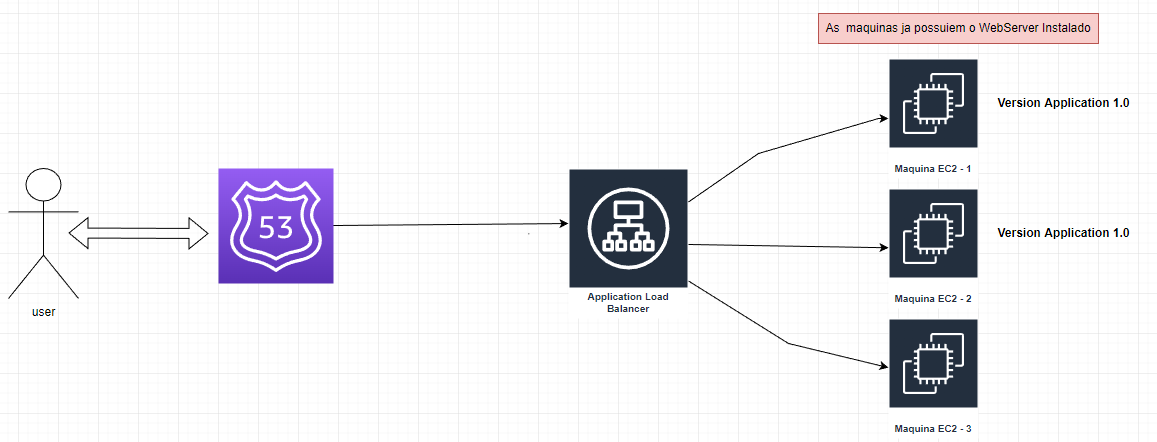 As maquinas ja possuiem o WebServer Instalado
Version Application 1.0
Maquina EC2 - 1
53
Version Application 1.0
Maquina EC2 - 2
user
Application Load
Balancer
Maquina EC2 - 3